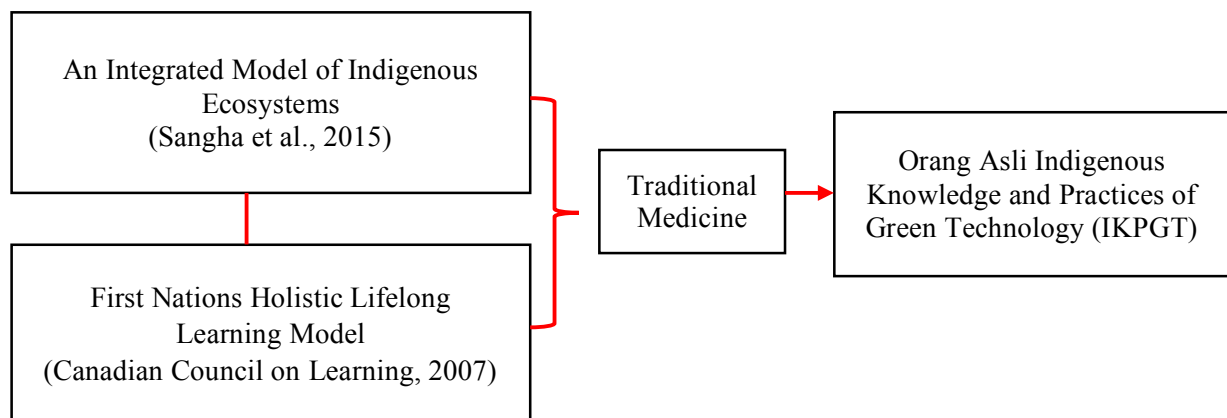 An Integrated Model of Indigenous
Ecosystems
(Sangha et al., 2015)
First Nations Holistic Lifelong
Learning Model
(Canadian Council on Learning, 2007)
Traditional
Medicine
Orang Asli Indigenous
Knowledge and Practices of
Green Technology (IKPGT)